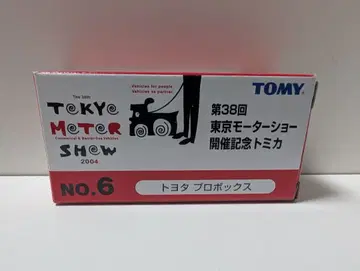 The 38th
TOKYO
MOTOR
Commercial & Barrier-free Vehicles
SHOW
2004
Vehicles for people
Vehicles as partner.
TOMY
第38回
東京モーターショー
開催記念トミカ
NO.6
トヨタ プロボックス